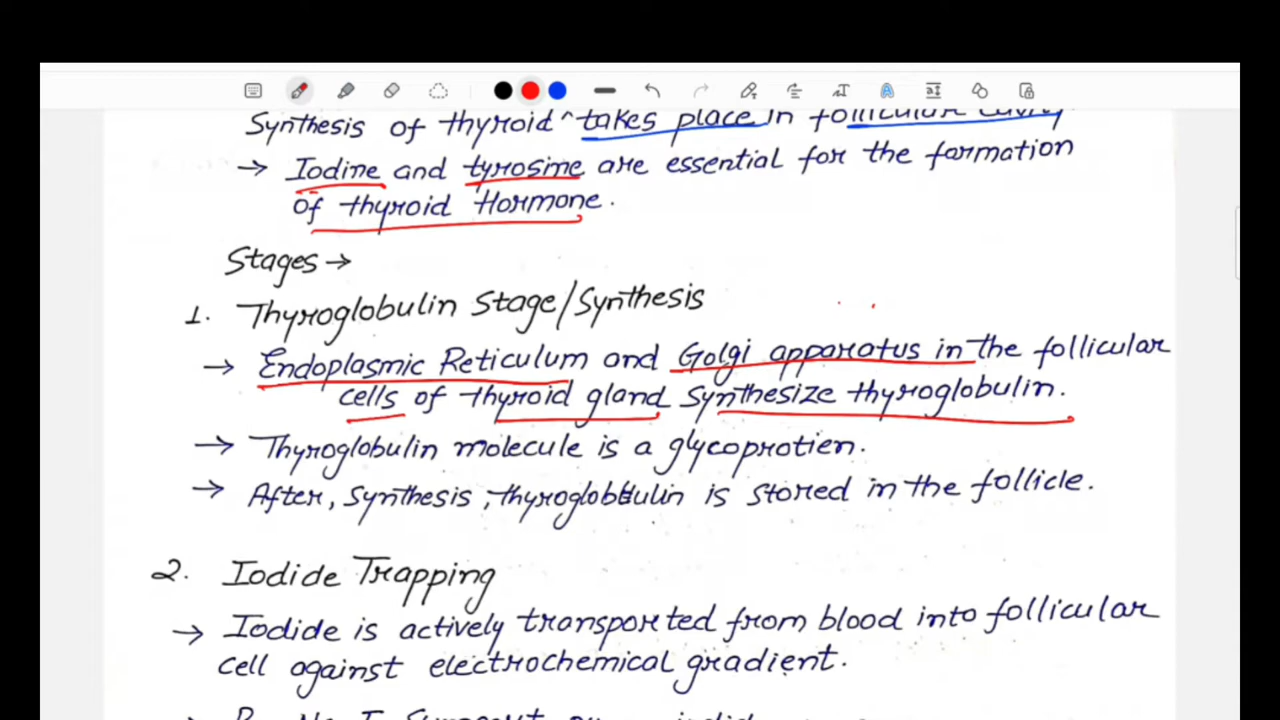 Synthesis of thyroid ^ takes place in follicular cavity
→ Iodine and tyrosine are essential for the formation
of thyroid Hormone.
Stages →
1. Thyroglobulin Stage/Synthesis
→ Endoplasmic Reticulum and Golgi apparatus in the follicular
cells of thyroid gland synthesize thyroglobulin.
→ Thyroglobulin molecule is a glycoprotien.
→ After, synthesis, thyroglobulin is stored in the follicle.
2. Iodide Trapping
→ Iodide is actively transported from blood into follicular
cell against electrochemical gradient.